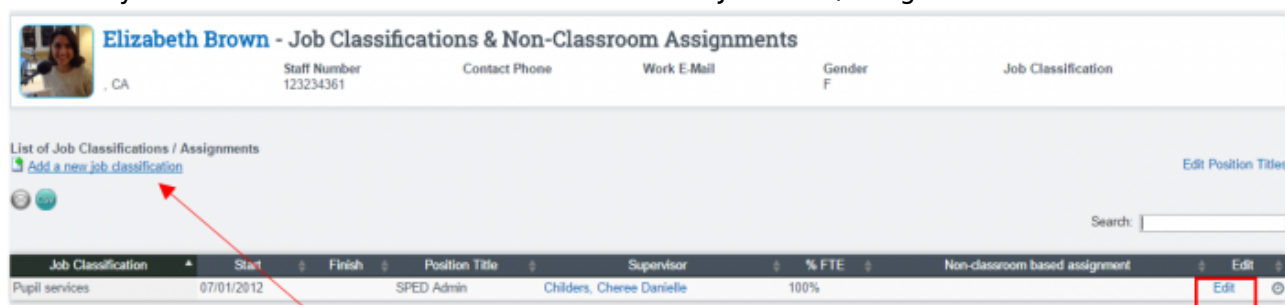 Elizabeth Brown - Job Classifications & Non-Classroom Assignments
Staff Number Contact Phone Work E-Mail Gender Job Classification
, CA 123234361 F
List of Job Classifications / Assignments
Add a new job classification
Edit Position Titles
CSV
Search:
Job Classification Start Finish Position Title Supervisor % FTE Non-classroom based assignment Edit
Pupil services 07/01/2012 SPED Admin Childers, Cheree Danielle 100% Edit